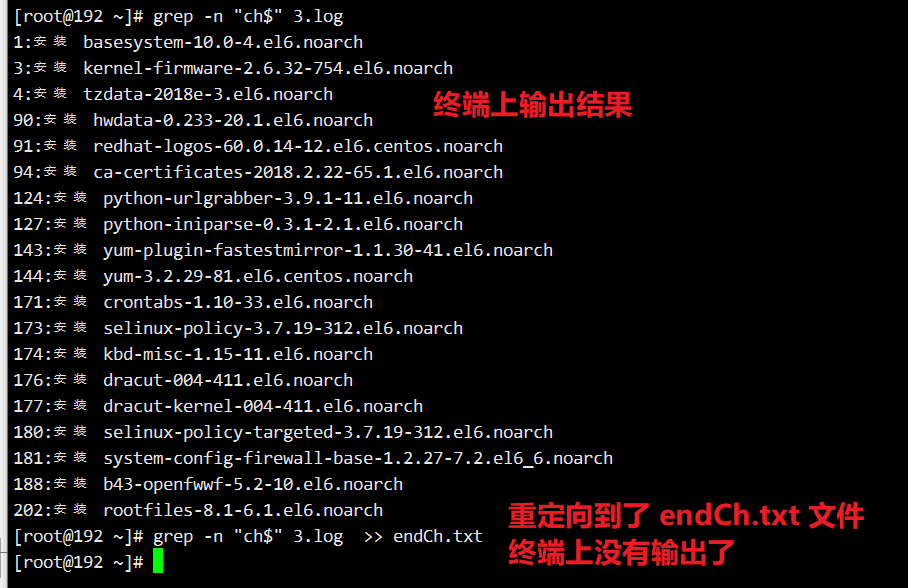 [root@192 ~]# grep -n "ch$" 3.log
1:安装 basesystem-10.0-4.el6.noarch
3:安装 kernel-firmware-2.6.32-754.el6.noarch
4:安装 tzdata-2018e-3.el6.noarch
终端上输出结果
90:安装 hwdata-0.233-20.1.el6.noarch
91:安装 redhat-logos-60.0.14-12.el6.centos.noarch
94:安装 ca-certificates-2018.2.22-65.1.el6.noarch
124:安装 python-urlgrabber-3.9.1-11.el6.noarch
127:安装 python-iniparse-0.3.1-2.1.el6.noarch
143:安装 yum-plugin-fastestmirror-1.1.30-41.el6.noarch
144:安装 yum-3.2.29-81.el6.centos.noarch
171:安装 crontabs-1.10-33.el6.noarch
173:安装 selinux-policy-3.7.19-312.el6.noarch
174:安装 kbd-misc-1.15-11.el6.noarch
176:安装 dracut-004-411.el6.noarch
177:安装 dracut-kernel-004-411.el6.noarch
180:安装 selinux-policy-targeted-3.7.19-312.el6.noarch
181:安装 system-config-firewall-base-1.2.27-7.2.el6_6.noarch
188:安装 b43-openfwwf-5.2-10.el6.noarch
202:安装 rootfiles-8.1-6.1.el6.noarch
重定向到了 endCh.txt 文件
[root@192 ~]# grep -n "ch$" 3.log  >> endCh.txt
终端上没有输出了
[root@192 ~]#